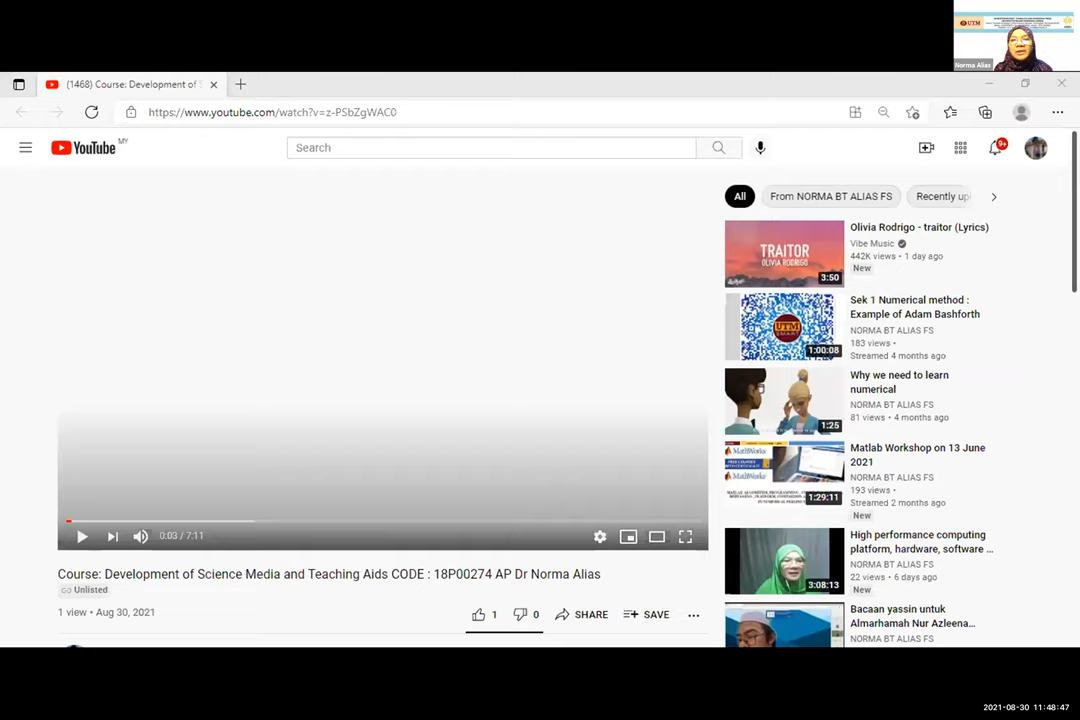 UTM
Norma Alias
(1468) Course: Development of S
https://www.youtube.com/watch?v=z-PSbZgWAC0
YouTube MY
Search
9+
All
From NORMA BT ALIAS FS
Recently upl
TRAITOR
OLIVIA RODRIGO
3:50
Olivia Rodrigo - traitor (Lyrics)
Vibe Music
442K views • 1 day ago
New
UTM
SMART
1:00:08
Sek 1 Numerical method :
Example of Adam Bashforth
NORMA BT ALIAS FS
183 views •
Streamed 4 months ago
1:25
Why we need to learn
numerical
NORMA BT ALIAS FS
81 views • 4 months ago
MathWorks
MathWorks
1:29:11
Matlab Workshop on 13 June
2021
NORMA BT ALIAS FS
193 views •
Streamed 2 months ago
New
3:08:13
High performance computing
platform, hardware, software ...
NORMA BT ALIAS FS
22 views • 6 days ago
New
Bacaan yassin untuk
Almarhamah Nur Azleena...
NORMA BT ALIAS FS
0:03 / 7:11
Course: Development of Science Media and Teaching Aids CODE : 18P00274 AP Dr Norma Alias
Unlisted
1 view • Aug 30, 2021
1
0
SHARE
SAVE
2021-08-30 11:48:47